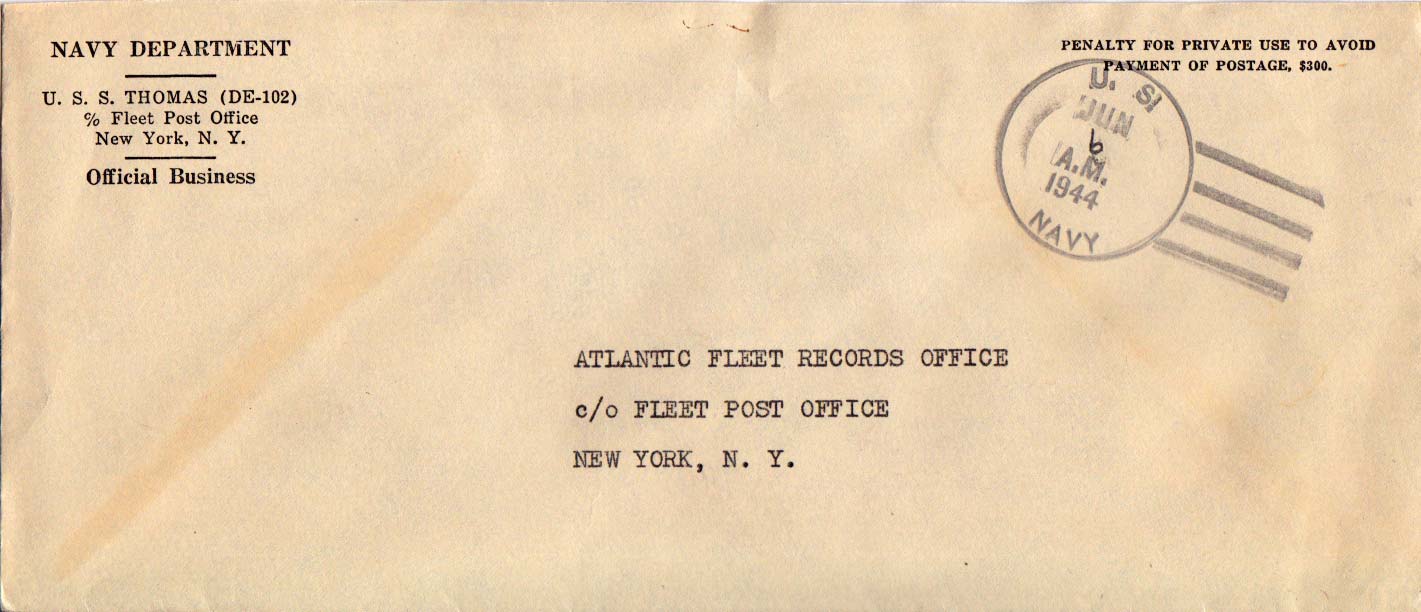 NAVY DEPARTMENT
U. S. S. THOMAS (DE-102)
% Fleet Post Office
New York, N. Y.
Official Business
PENALTY FOR PRIVATE USE TO AVOID
PAYMENT OF POSTAGE, $300.
U. S.
JUN
6
A.M.
1944
NAVY
ATLANTIC FLEET RECORDS OFFICE
c/o FLEET POST OFFICE
NEW YORK, N. Y.